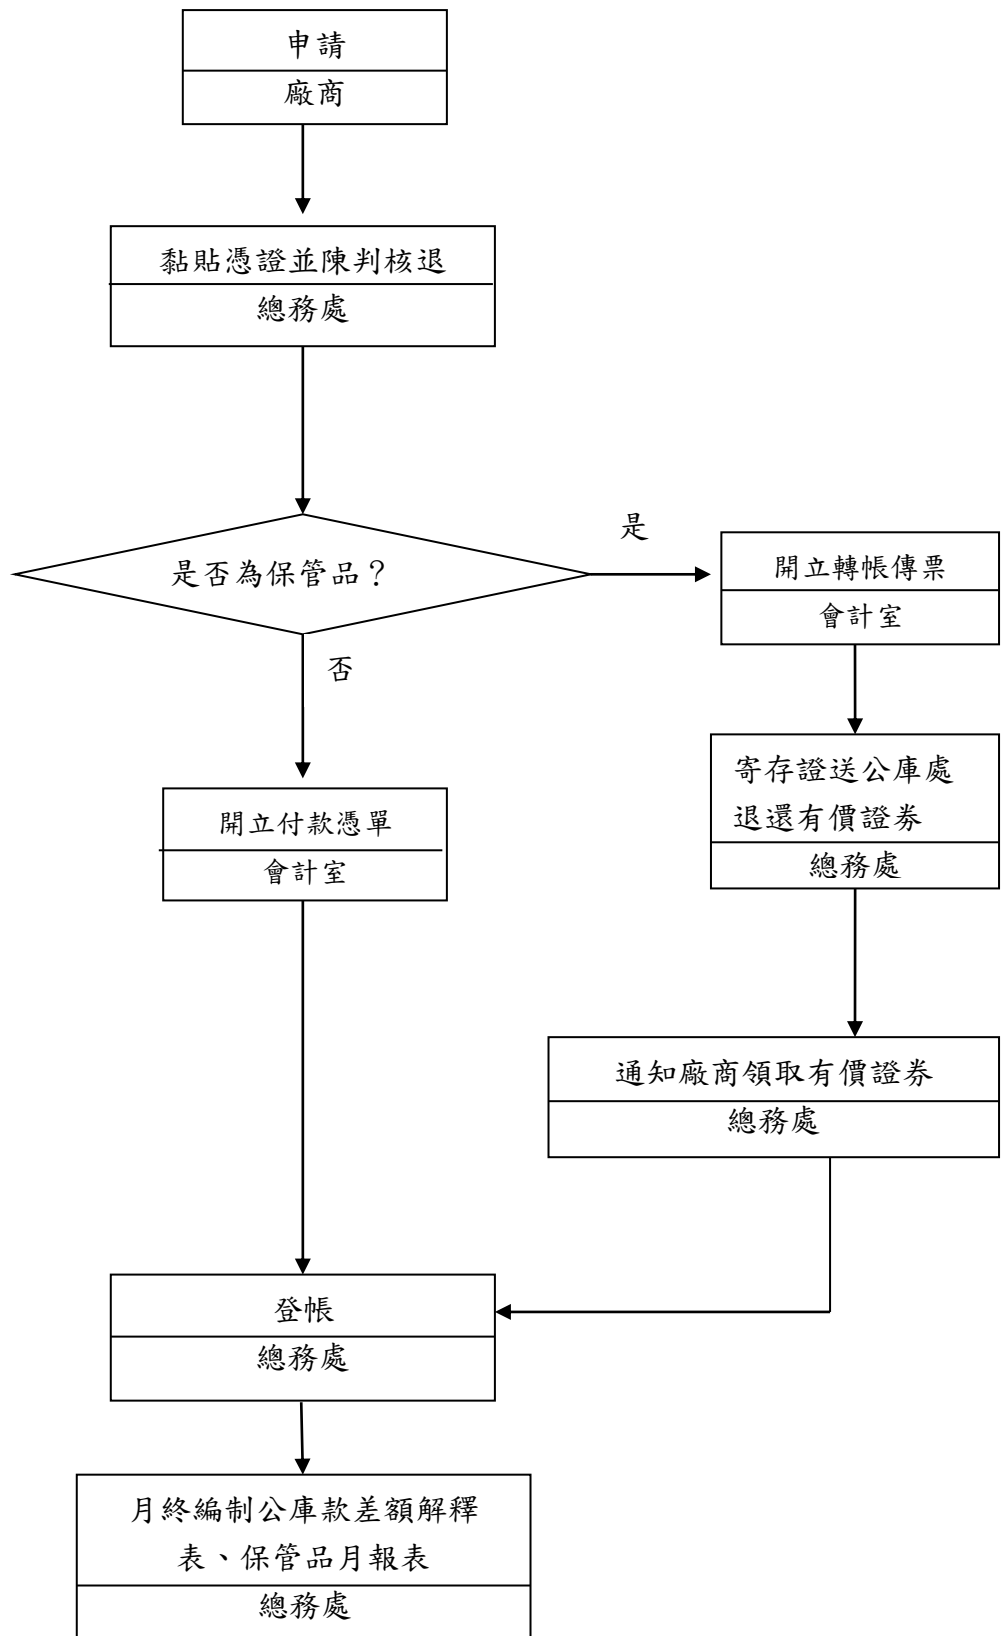 申請
廠商
黏貼憑證並陳判核退
總務處
是否為保管品？
是
開立轉帳傳票
會計室
否
寄存證送公庫處
退還有價證券
總務處
開立付款憑單
會計室
通知廠商領取有價證券
總務處
登帳
總務處
月終編制公庫款差額解釋
表、保管品月報表
總務處